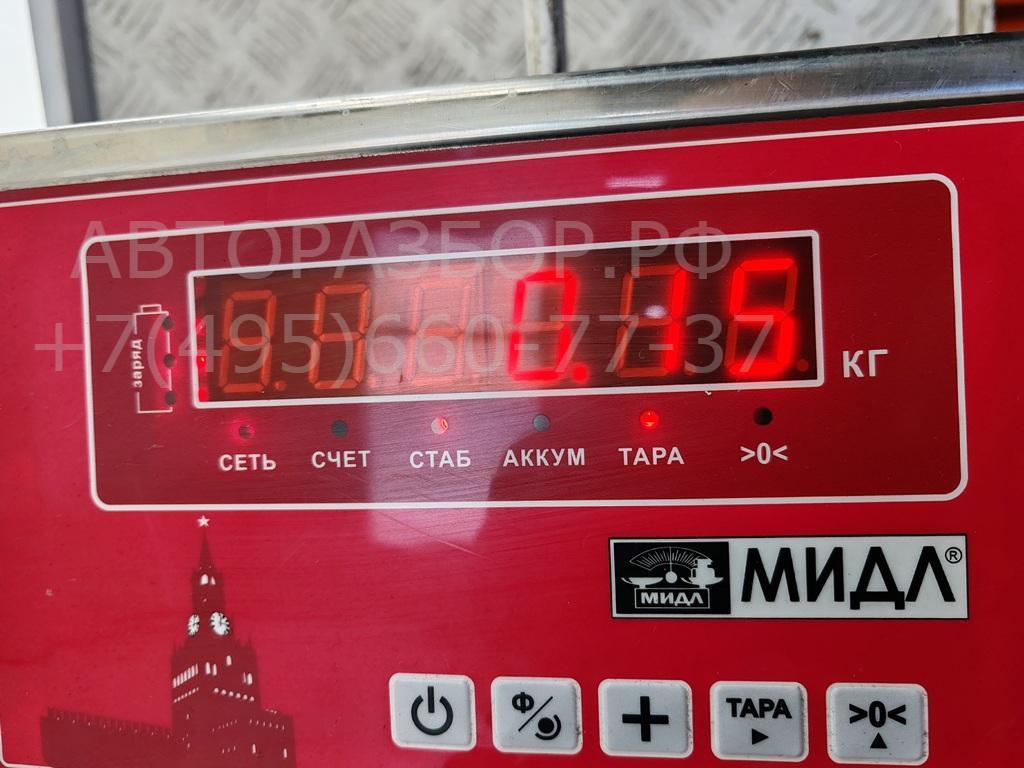 АВТОРАЗБОР.РФ
+7(495)660-77-37
заряд
0.15
КГ
СЕТЬ СЧЕТ СТАБ АККУМ ТАРА >0<
МИДЛ МИДЛ®
Ф/ + ТАРА >0<